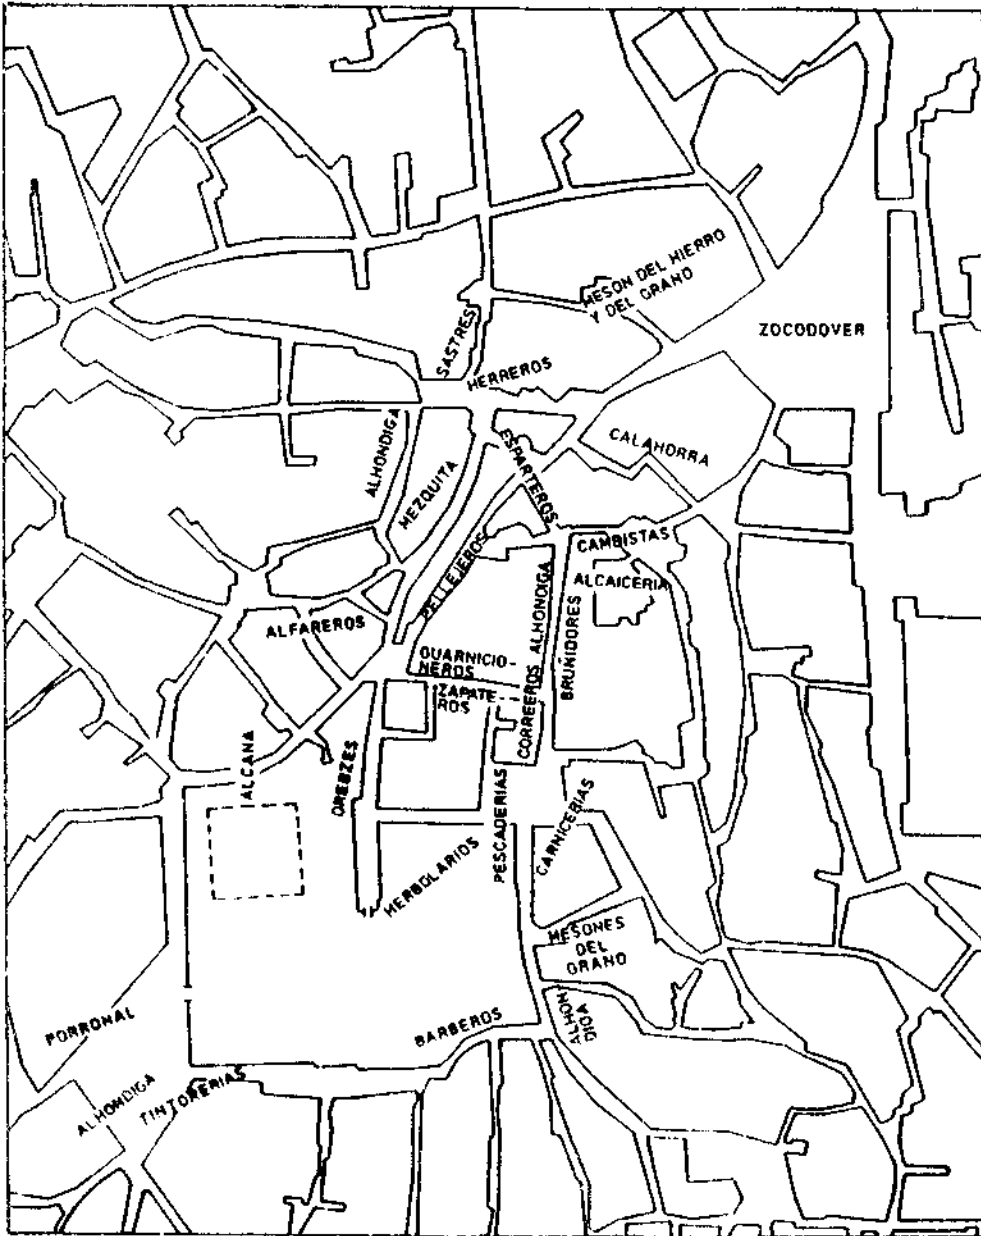 MESON DEL HIERRO
Y DEL GRANO
ZOCODOVER
SASTRES
HERREROS
CALAHORRA
ALHONDIGA
MEZQUITA
ESPARTEROS
PELLEJEROS
CAMBISTAS
ALCAICERIA
ALHONDIGA
BRUÑIDORES
ALFAREROS
GUARNICIO-
NEROS
ZAPATE-
ROS
CORREEROS
ALCANA
OREBZES
PESCADERIAS
CARNICERIAS
HERBOLARIOS
MESONES
DEL
GRANO
ALHON
DIGA
BARBEROS
PORRONAL
ALHONDIGA
TINTORERIAS